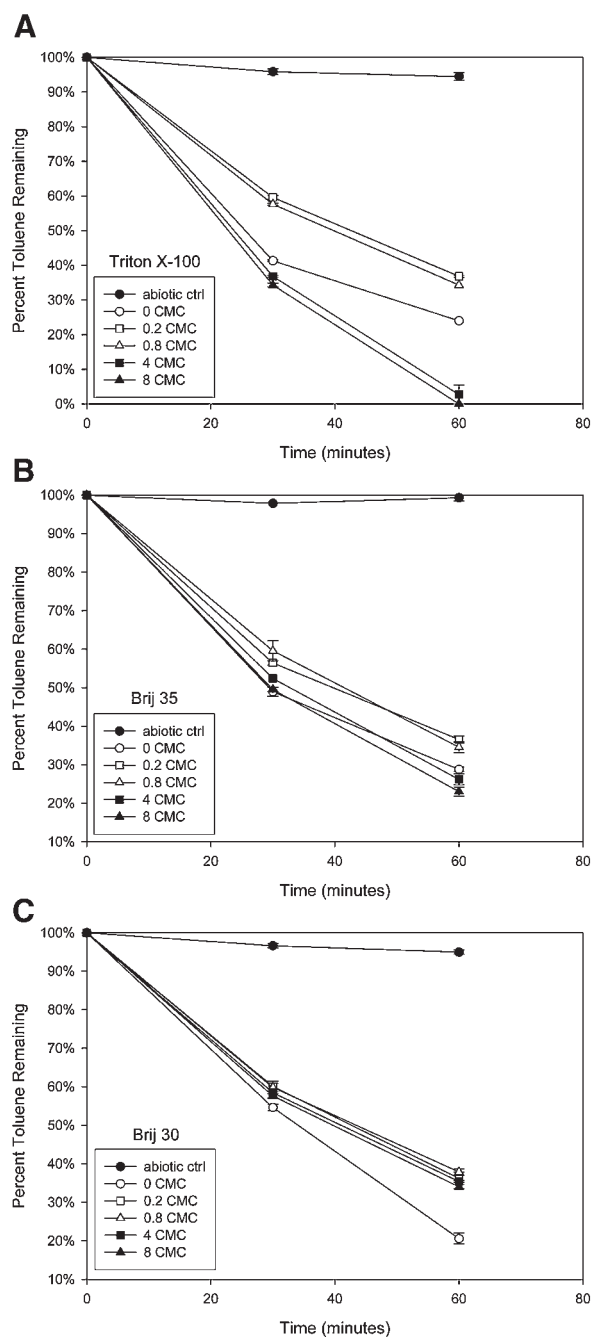 A
100%
90%
80%
70%
60%
50%
40%
30%
20%
10%
0%
Percent Toluene Remaining
Triton X-100
abiotic ctrl
0 CMC
0.2 CMC
0.8 CMC
4 CMC
8 CMC
0 20 40 60 80
Time (minutes)
B
100%
90%
80%
70%
60%
50%
40%
30%
20%
10%
Percent Toluene Remaining
Brij 35
abiotic ctrl
0 CMC
0.2 CMC
0.8 CMC
4 CMC
8 CMC
0 20 40 60 80
Time (minutes)
C
100%
90%
80%
70%
60%
50%
40%
30%
20%
10%
Percent Toluene Remaining
Brij 30
abiotic ctrl
0 CMC
0.2 CMC
0.8 CMC
4 CMC
8 CMC
0 20 40 60 80
Time (minutes)